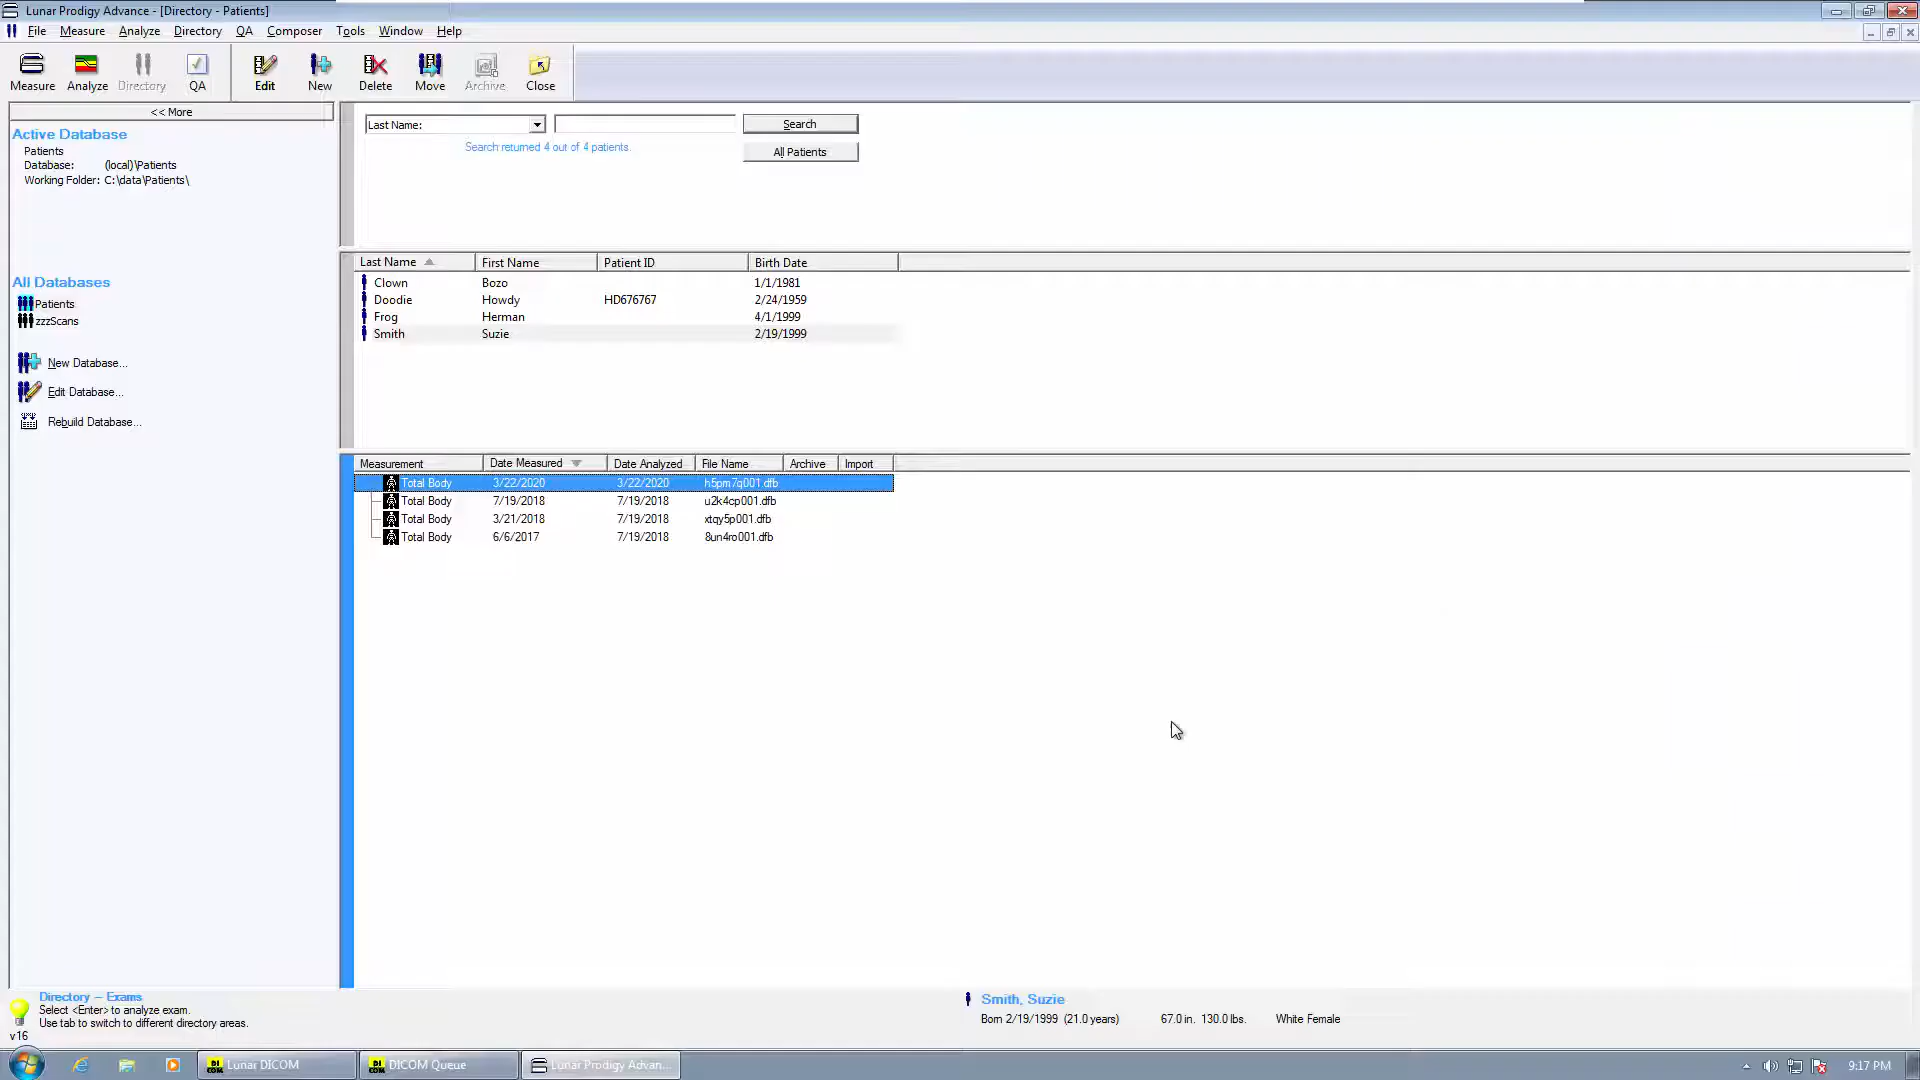 Lunar Prodigy Advance - [Directory - Patients]
File Measure Analyze Directory QA Composer Tools Window Help
Measure Analyze Directory QA Edit New Delete Move Archive Close
<< More
Active Database
Patients
Database: (local)\Patients
Working Folder: C:\data\Patients\
All Databases
Patients
zzzScans
New Database...
Edit Database...
Rebuild Database...
Last Name: Search
Search returned 4 out of 4 patients.
All Patients
Last Name First Name Patient ID Birth Date
Clown Bozo 1/1/1981
Doodie Howdy HD676767 2/24/1959
Frog Herman 4/1/1999
Smith Suzie 2/19/1999
Measurement Date Measured Date Analyzed File Name Archive Import
Total Body 3/22/2020 3/22/2020 h5pm7q001.dfb
Total Body 7/19/2018 7/19/2018 u2k4cp001.dfb
Total Body 3/21/2018 7/19/2018 xtqy5p001.dfb
Total Body 6/6/2017 7/19/2018 8un4ro001.dfb
Directory – Exams
Select <Enter> to analyze exam.
Use tab to switch to different directory areas.
v16
Smith, Suzie
Born 2/19/1999 (21.0 years) 67.0 in. 130.0 lbs. White Female
DICOM Lunar DICOM DICOM DICOM Queue Lunar Prodigy Advan...
9:17 PM